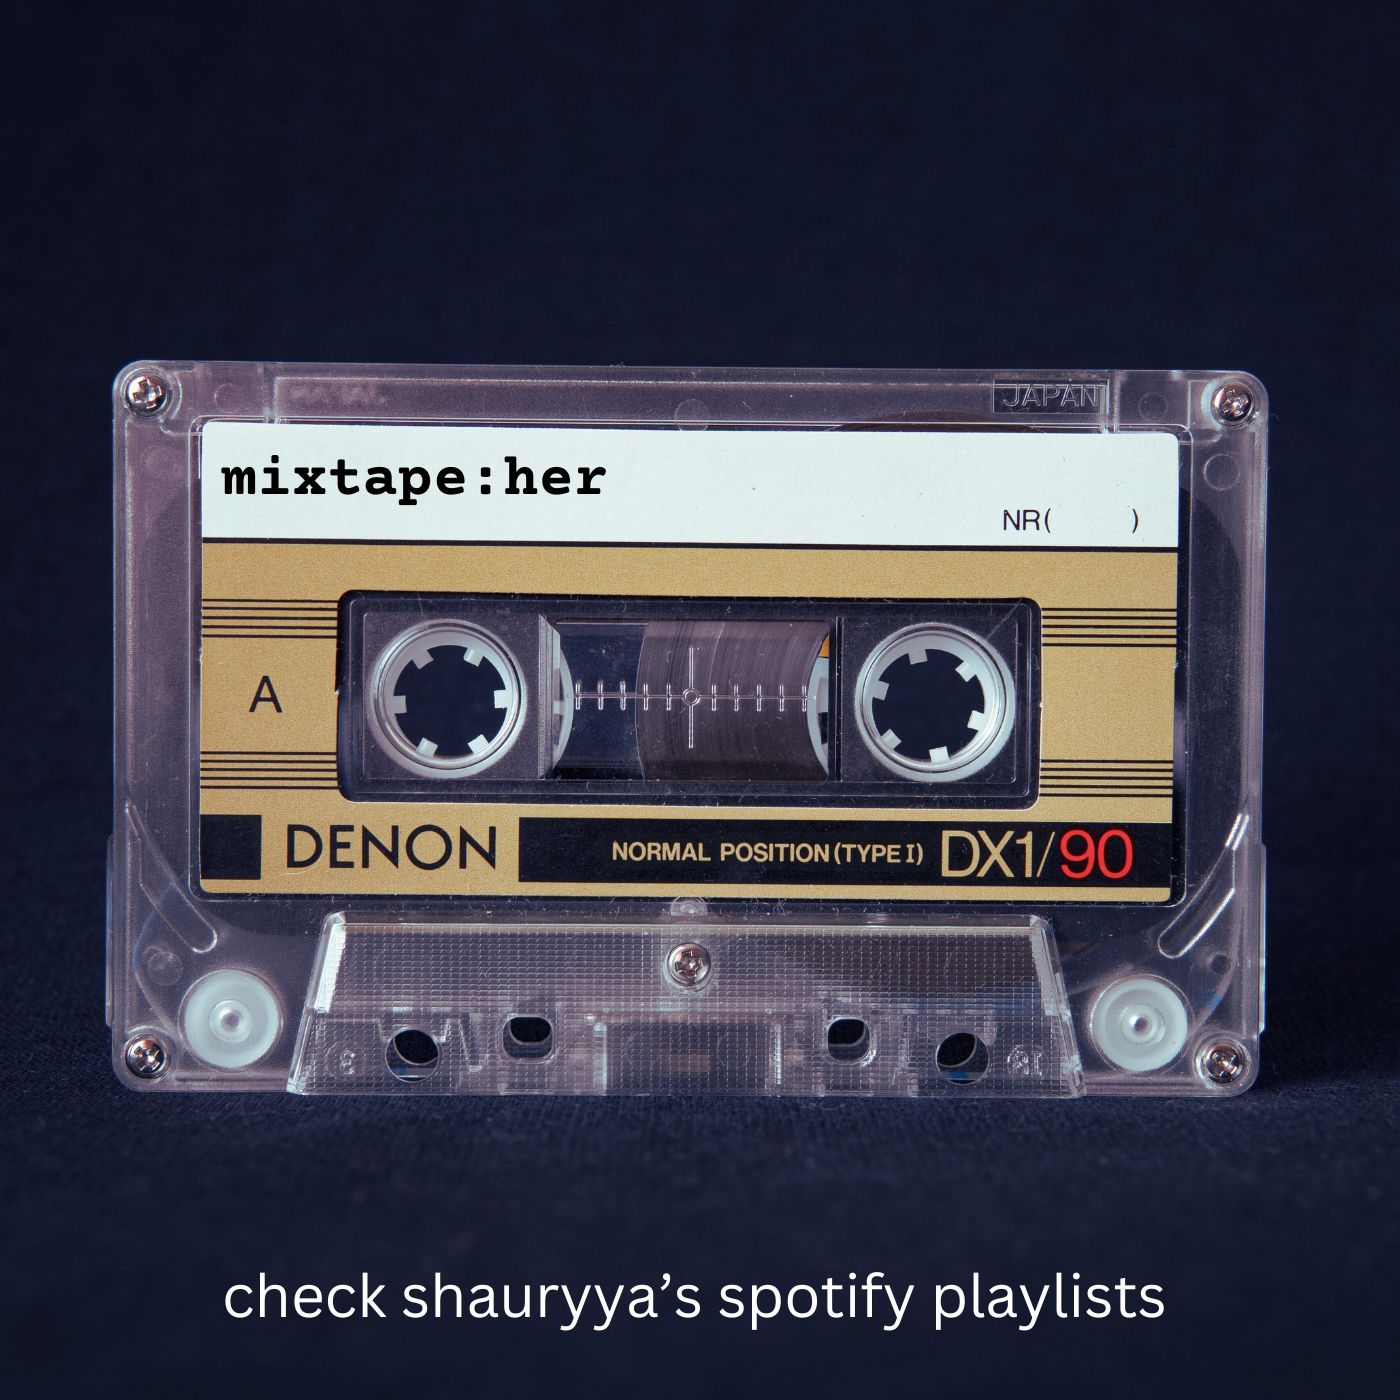 JAPAN
mixtape:her
NR( )
A
DENON
NORMAL POSITION (TYPE I) DX1/90
check shauryya's spotify playlists